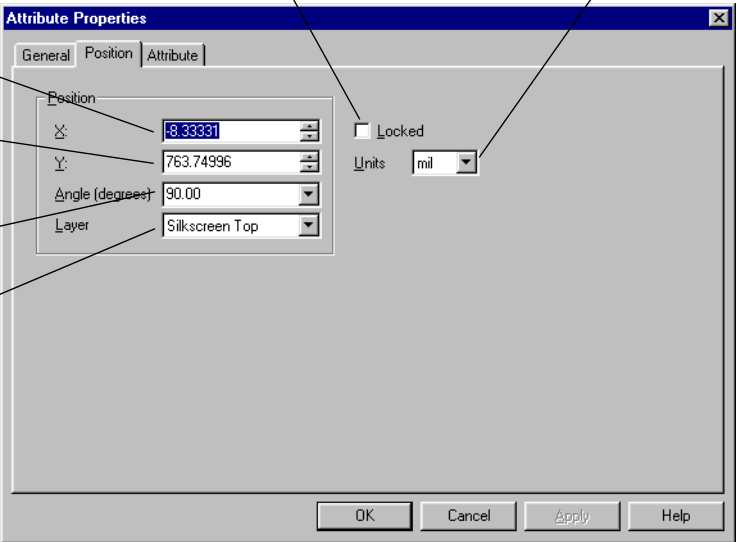 Attribute Properties
General Position Attribute
Position
X: -8.33331
Locked
Y: 763.74996
Units mil
Angle (degrees) 90.00
Layer Silkscreen Top
OK Cancel Apply Help